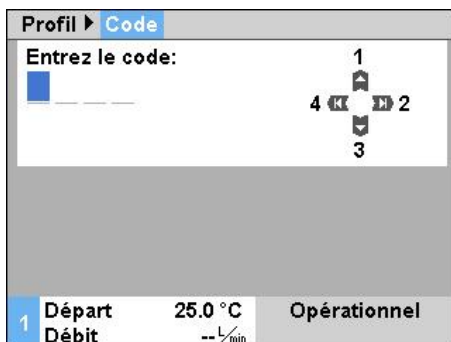 Profil ▶ Code
Entrez le code:
1
4 2
3
1 Départ 25.0 °C Opérationnel
Débit -- L/min